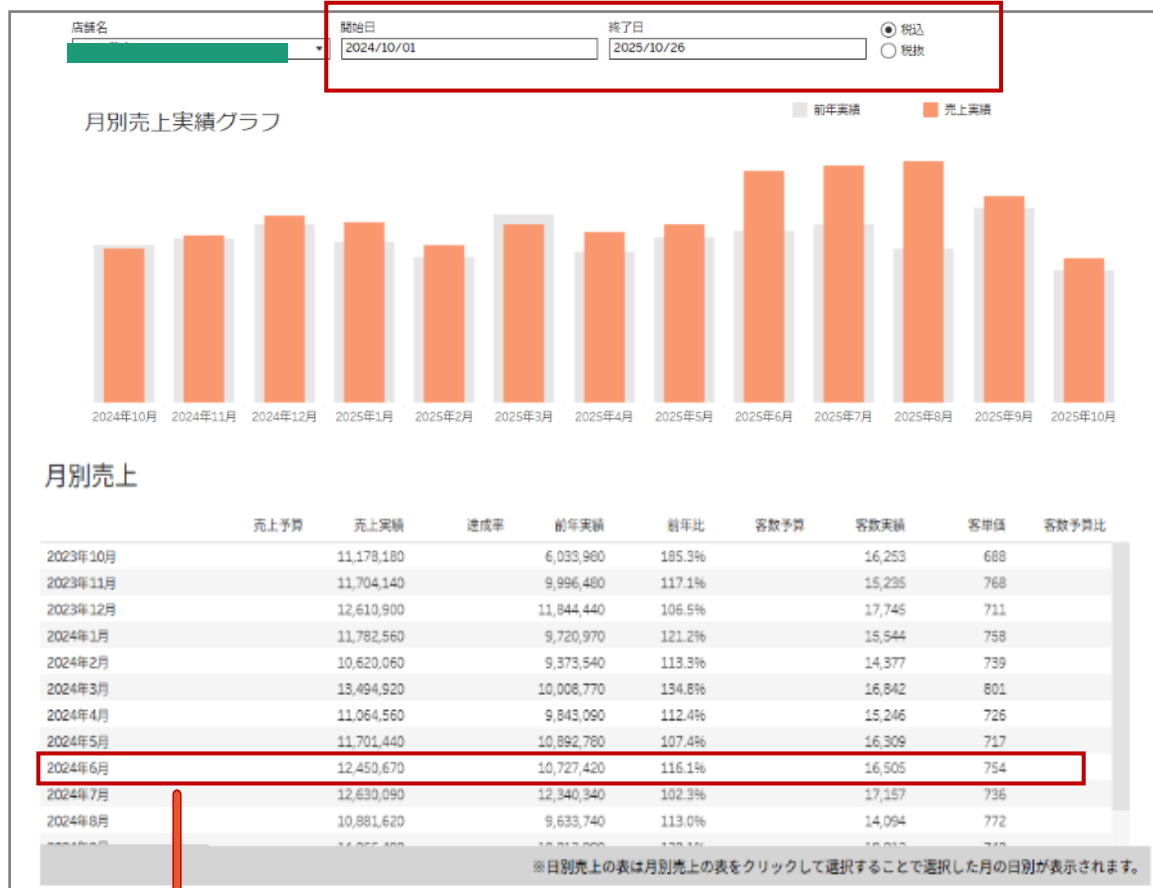 店舗名 開始日 終了日
2024/10/01 2025/10/26
税込
税抜
月別売上実績グラフ
前年実績 売上実績
2024年10月 2024年11月 2024年12月 2025年1月 2025年2月 2025年3月 2025年4月 2025年5月 2025年6月 2025年7月 2025年8月 2025年9月 2025年10月
月別売上
売上予算 売上実績 達成率 前年実績 前年比 客数予算 客数実績 客単価 客数予算比
2023年10月 11,178,180 6,033,980 185.3% 16,253 688
2023年11月 11,704,140 9,996,480 117.1% 15,235 768
2023年12月 12,610,900 11,844,440 106.5% 17,745 711
2024年1月 11,782,560 9,720,970 121.2% 15,544 758
2024年2月 10,620,060 9,373,540 113.3% 14,377 739
2024年3月 13,494,920 10,008,770 134.8% 16,842 801
2024年4月 11,064,560 9,843,090 112.4% 15,246 726
2024年5月 11,701,440 10,892,780 107.4% 16,309 717
2024年6月 12,450,670 10,727,420 116.1% 16,505 754
2024年7月 12,630,090 12,340,340 102.3% 17,157 736
2024年8月 10,881,620 9,633,740 113.0% 14,094 772
※日別売上の表は月別売上の表をクリックして選択することで選択した月の日別が表示されます。